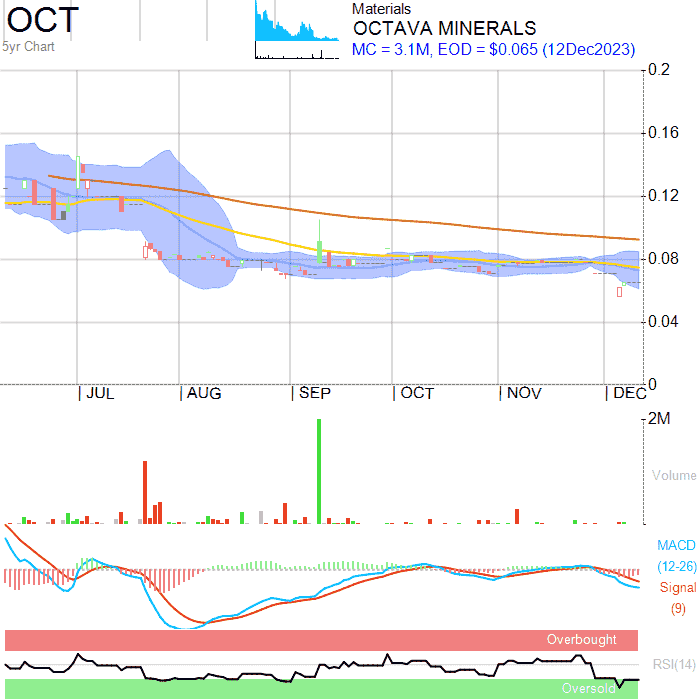 OCT
5yr Chart
Materials
OCTAVA MINERALS
MC = 3.1M, EOD = $0.065 (12Dec2023)
0.2
0.16
0.12
0.08
0.04
0
JUL AUG SEP OCT NOV DEC
2M
Volume
MACD
(12-26)
Signal
(9)
Overbought
RSI(14)
Oversold